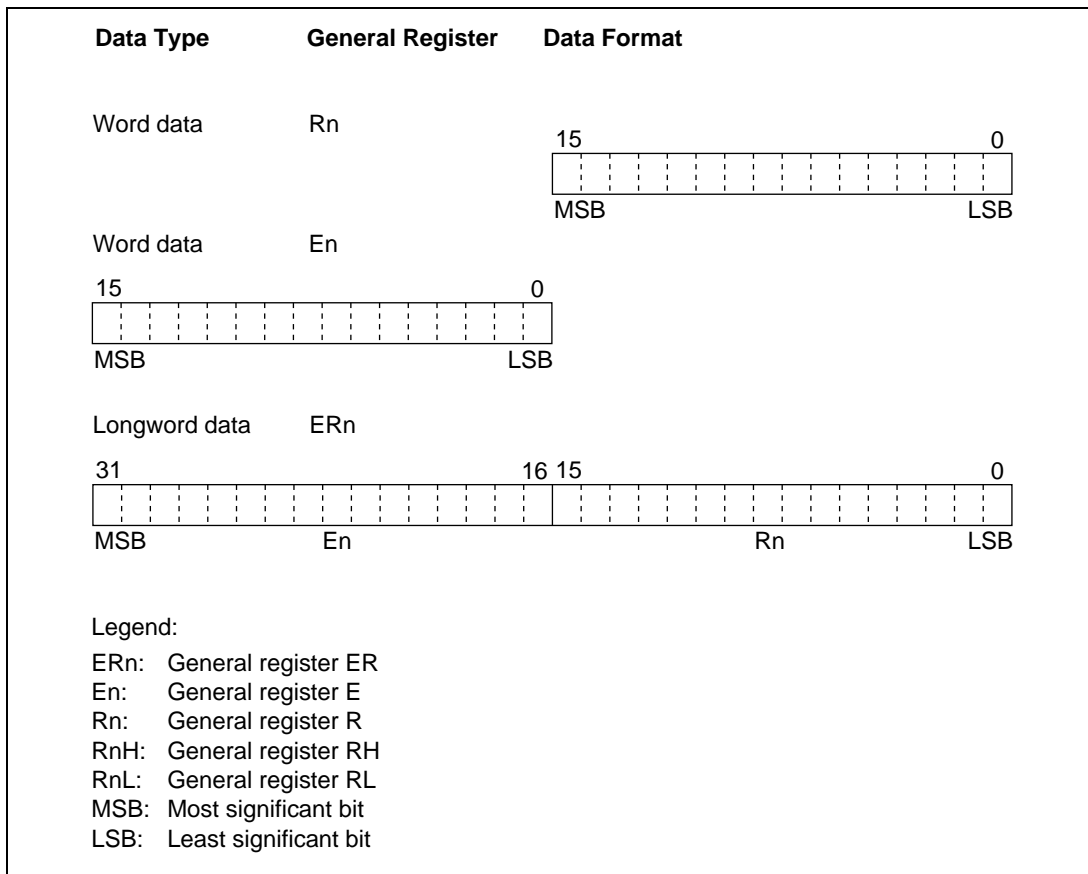 Data Type General Register Data Format
Word data Rn
15 0
MSB LSB
Word data En
15 0
MSB LSB
Longword data ERn
31 16 15 0
MSB En Rn LSB
Legend:
ERn: General register ER
En: General register E
Rn: General register R
RnH: General register RH
RnL: General register RL
MSB: Most significant bit
LSB: Least significant bit